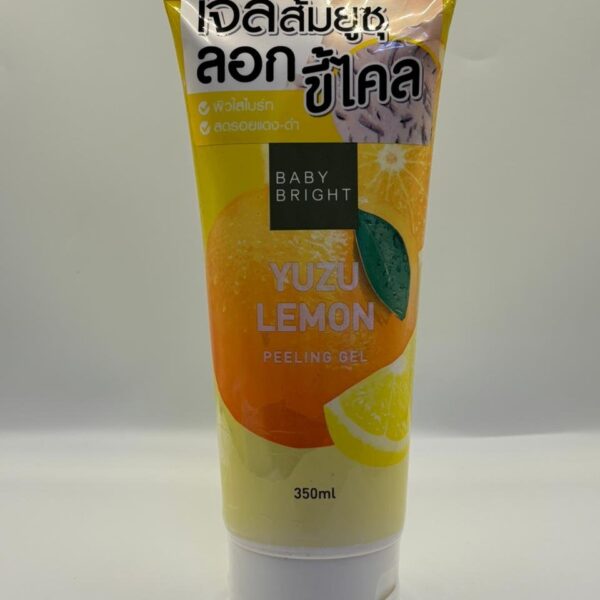 เจลส้มยูซุ
ลอกขี้ไคล
ผิวใสไบร์ท
ลดรอยแดง-ดำ
BABY
BRIGHT
YUZU
LEMON
PEELING GEL
350ml